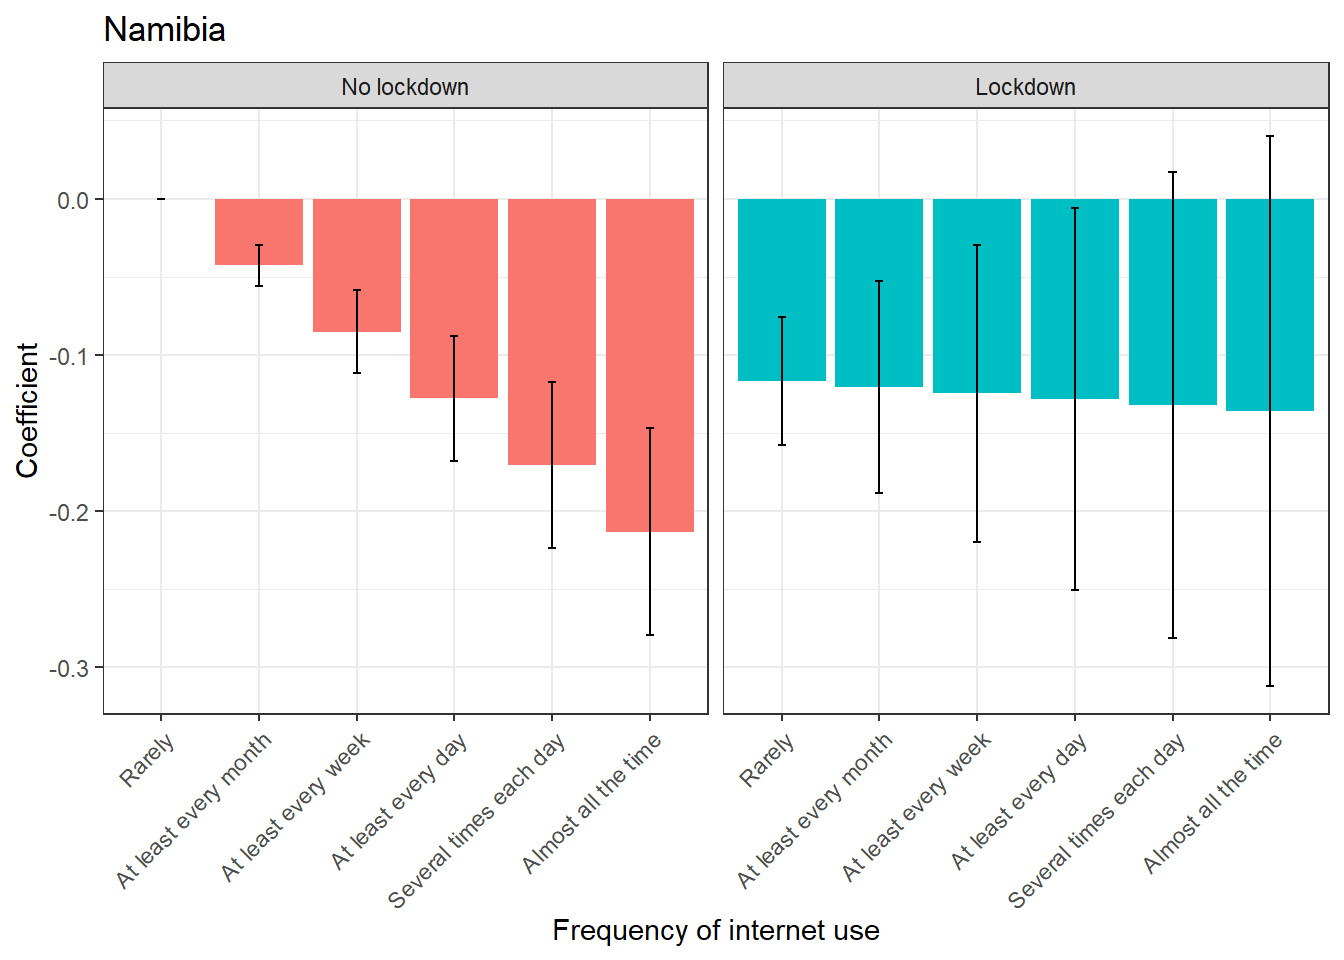 Namibia
No lockdown
Lockdown
Coefficient
0.0
-0.1
-0.2
-0.3
Rarely
At least every month
At least every week
At least every day
Several times each day
Almost all the time
Rarely
At least every month
At least every week
At least every day
Several times each day
Almost all the time
Frequency of internet use